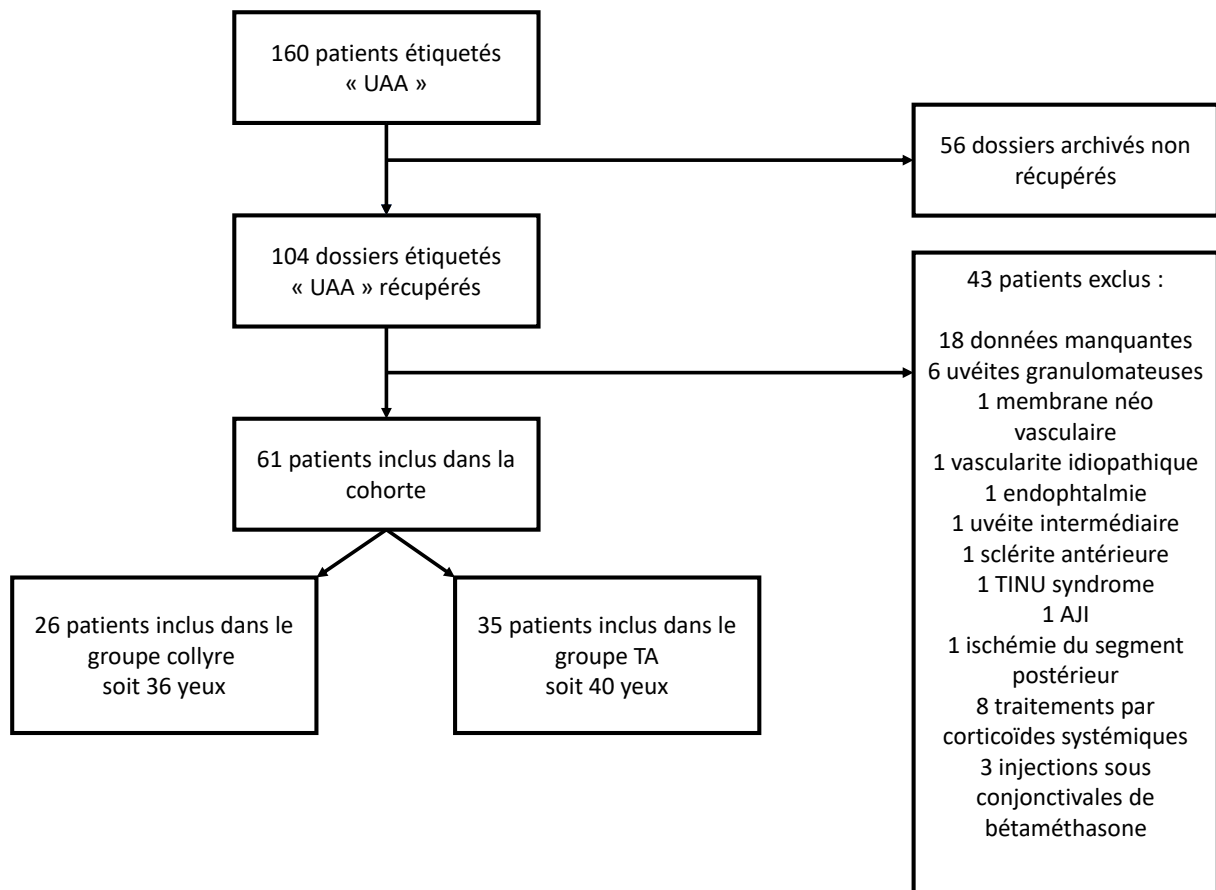 160 patients étiquetés
« UAA »
56 dossiers archivés non
récupérés
104 dossiers étiquetés
« UAA » récupérés
43 patients exclus :
18 données manquantes
6 uvéites granulomateuses
1 membrane néo
vasculaire
1 vascularite idiopathique
1 endophtalmie
1 uvéite intermédiaire
1 sclérite antérieure
1 TINU syndrome
1 AJI
1 ischémie du segment
postérieur
8 traitements par
corticoïdes systémiques
3 injections sous
conjonctivales de
bétaméthasone
61 patients inclus dans la
cohorte
26 patients inclus dans le
groupe collyre
soit 36 yeux
35 patients inclus dans le
groupe TA
soit 40 yeux